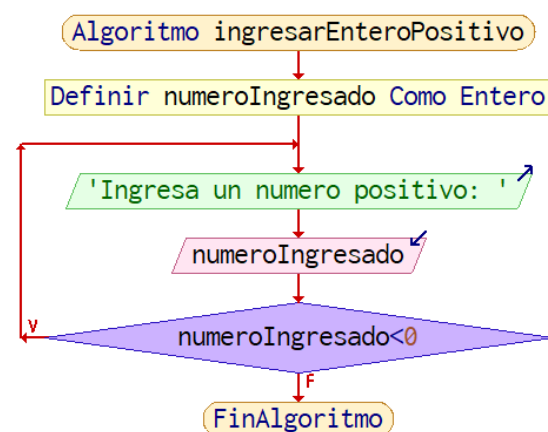 Algoritmo ingresarEnteroPositivo
Definir numeroIngresado Como Entero
'Ingresa un numero positivo: '
numeroIngresado
numeroIngresado<0
V
F
FinAlgoritmo